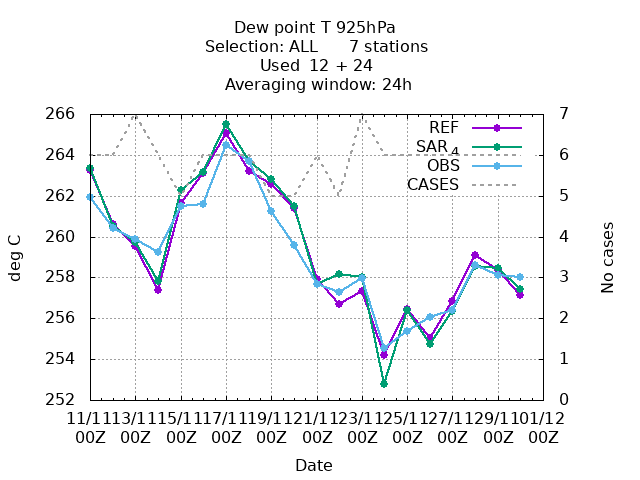 Dew point T 925hPa
Selection: ALL 7 stations
Used 12 + 24
Averaging window: 24h
266
264
262
260
258
256
254
252
7
6
5
4
3
2
1
0
REF
SAR4
OBS
CASES
deg C
No cases
11/11 13/11 15/11 17/11 19/11 21/11 23/11 25/11 27/11 29/11 01/12
00Z 00Z 00Z 00Z 00Z 00Z 00Z 00Z 00Z 00Z 00Z
Date